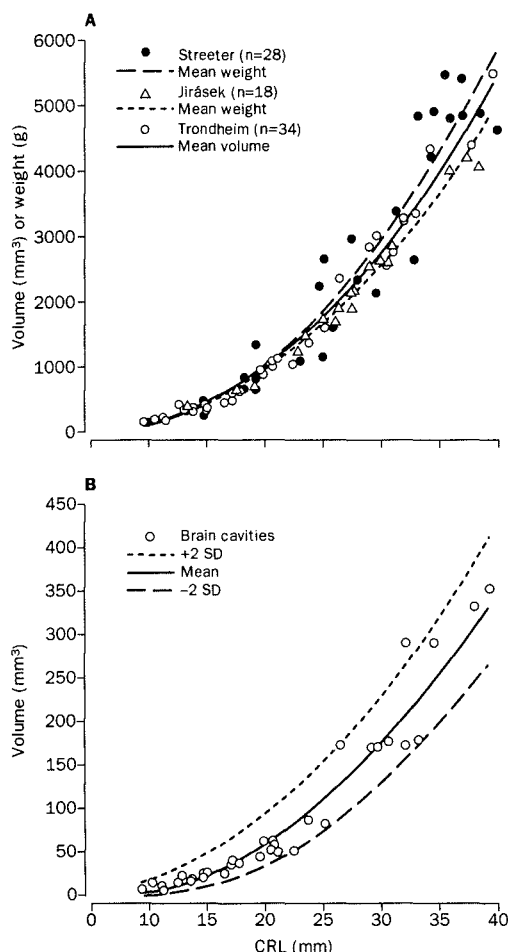 A
6000
5000
4000
3000
2000
1000
0
Volume (mm³) or weight (g)
Streeter (n=28)
Mean weight
Jirásek (n=18)
Mean weight
Trondheim (n=34)
Mean volume
B
450
400
350
300
250
200
150
100
50
0
Volume (mm³)
Brain cavities
+2 SD
Mean
−2 SD
0 10 15 20 25 30 35 40
CRL (mm)